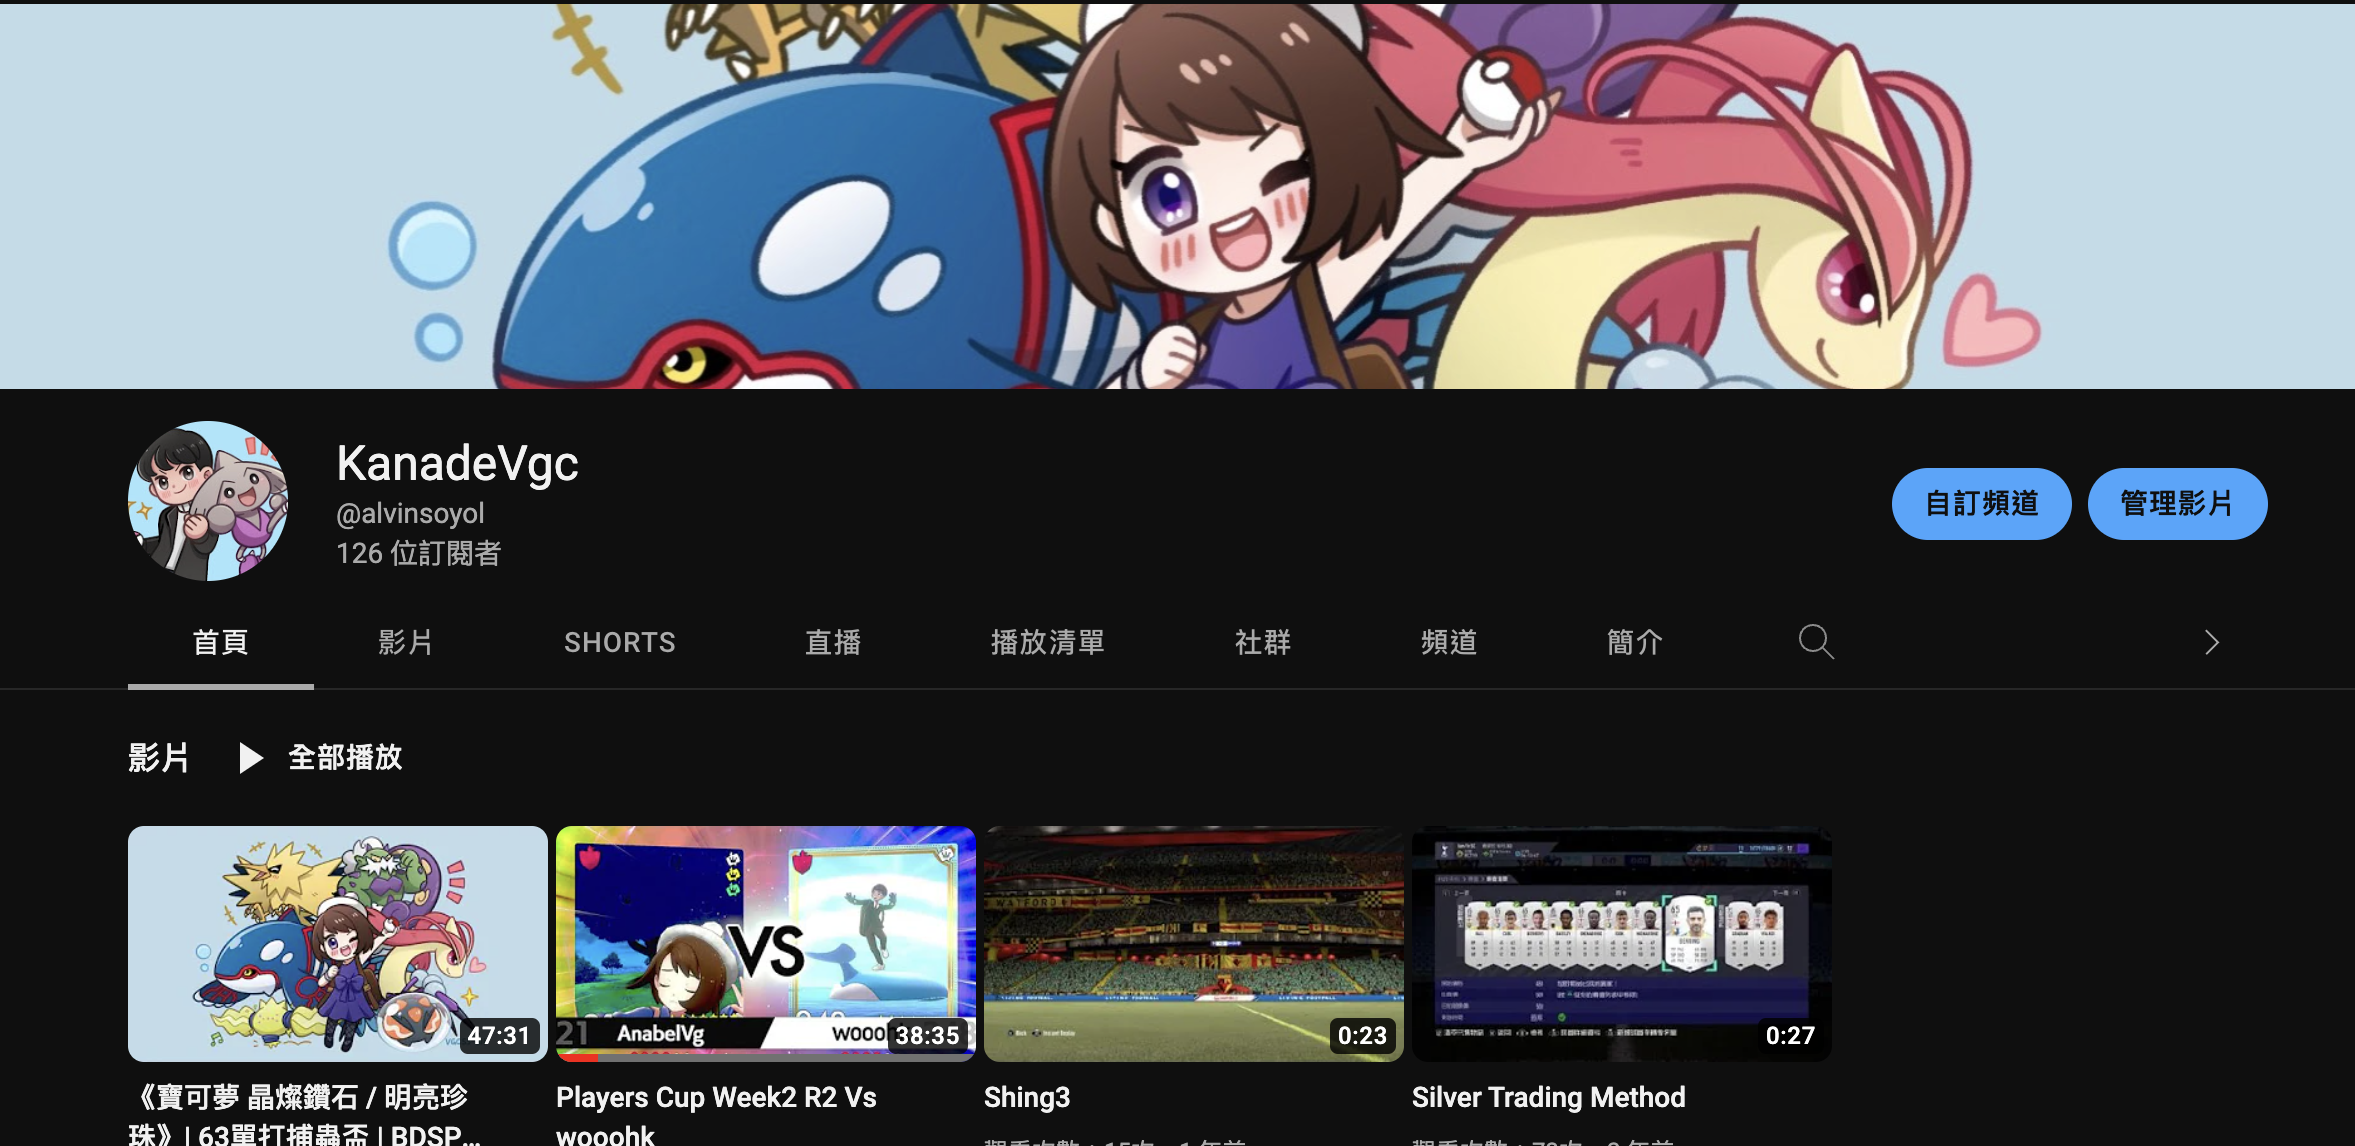 KanadeVgc
@alvinsoyol
126 位訂閱者
自訂頻道
管理影片
首頁
影片
SHORTS
直播
播放清單
社群
頻道
簡介
影片
全部播放
47:31
VS
21
AnabelVg
wooo
38:35
WATFORD
0:23
0:27
《寶可夢 晶燦鑽石 / 明亮珍
珠》| 63單打捕蟲盃 | BDSP...
Players Cup Week2 R2 Vs
wooohk
Shing3
Silver Trading Method